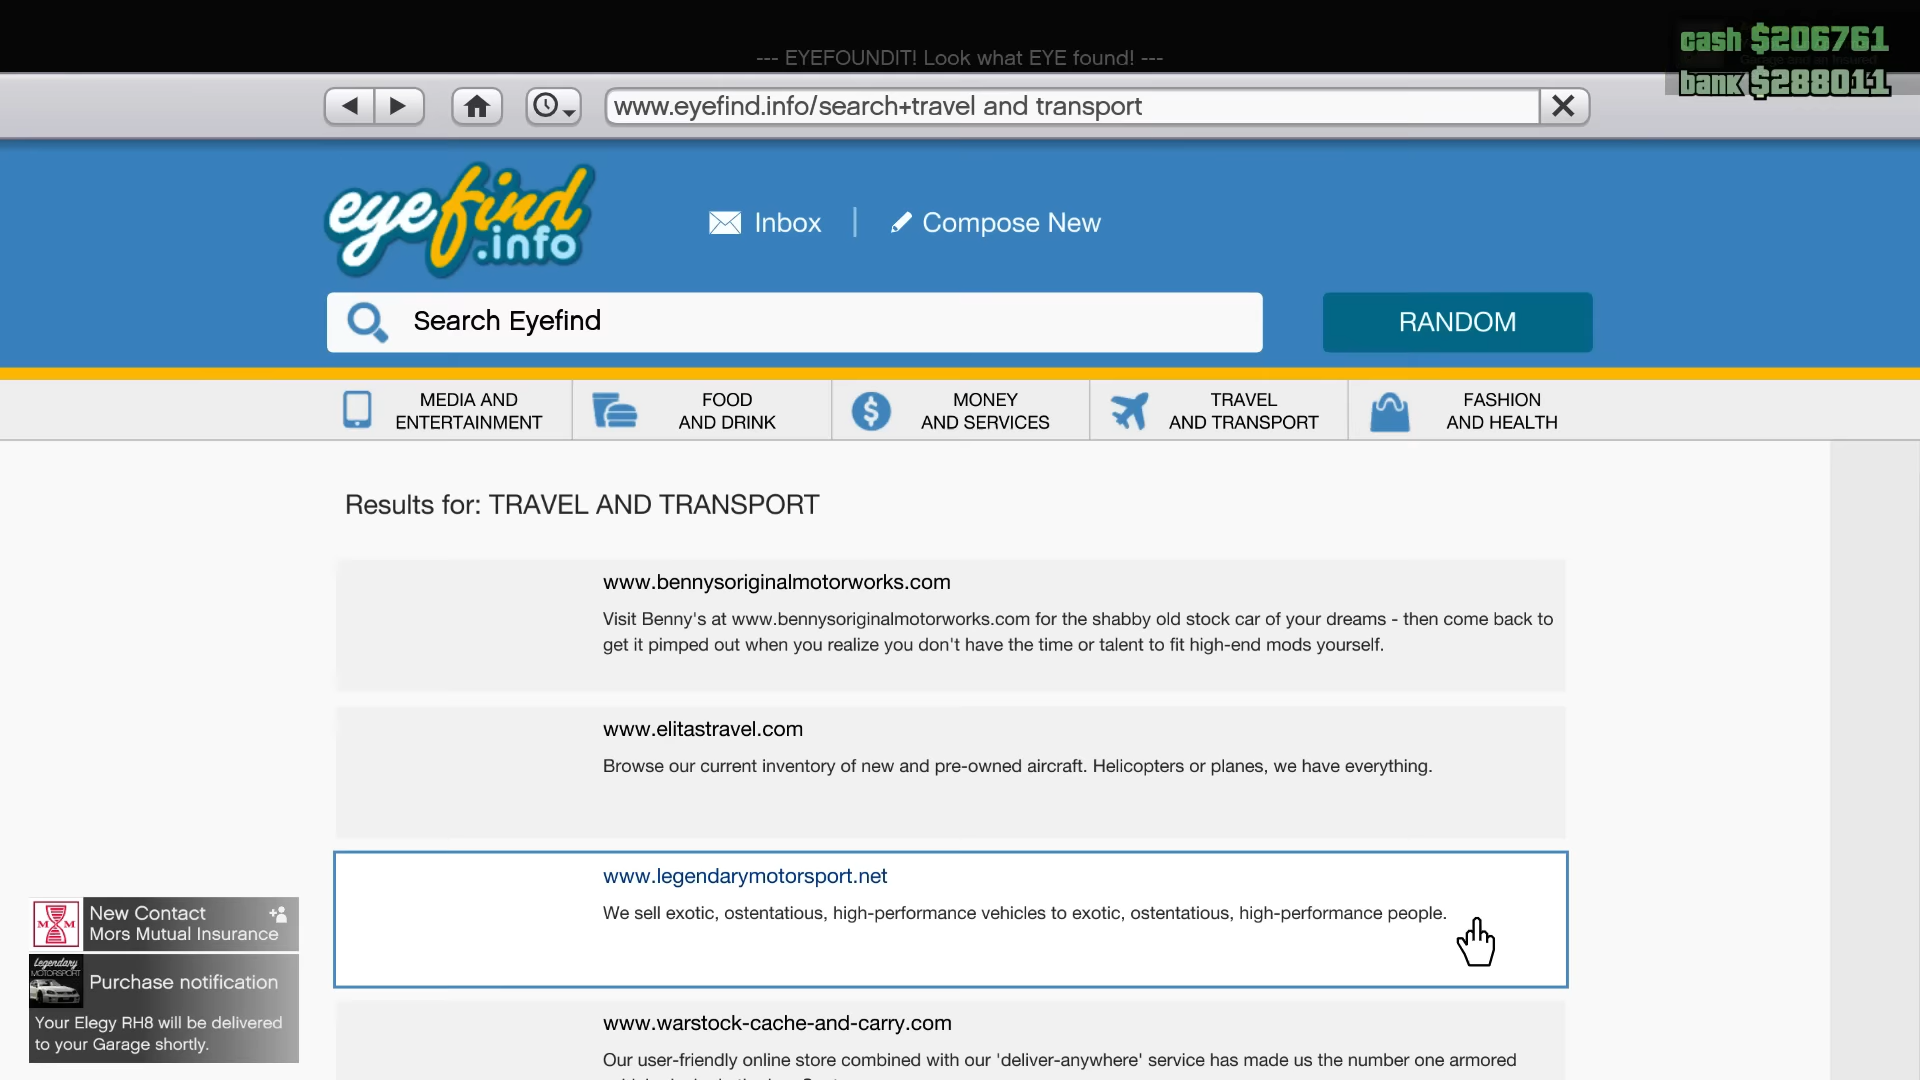 --- EYEFOUNDIT! Look what EYE found! ---
cash $206761
bank $288011
www.eyefind.info/search+travel and transport
eyefind
.info
Inbox
Compose New
Search Eyefind
RANDOM
MEDIA AND
ENTERTAINMENT
FOOD
AND DRINK
MONEY
AND SERVICES
TRAVEL
AND TRANSPORT
FASHION
AND HEALTH
Results for: TRAVEL AND TRANSPORT
www.bennysoriginalmotorworks.com
Visit Benny's at www.bennysoriginalmotorworks.com for the shabby old stock car of your dreams - then come back to
get it pimped out when you realize you don't have the time or talent to fit high-end mods yourself.
www.elitastravel.com
Browse our current inventory of new and pre-owned aircraft. Helicopters or planes, we have everything.
www.legendarymotorsport.net
We sell exotic, ostentatious, high-performance vehicles to exotic, ostentatious, high-performance people.
www.warstock-cache-and-carry.com
Our user-friendly online store combined with our 'deliver-anywhere' service has made us the number one armored
M M
New Contact
Mors Mutual Insurance
Legendary
MOTORSPORT
Purchase notification
Your Elegy RH8 will be delivered
to your Garage shortly.